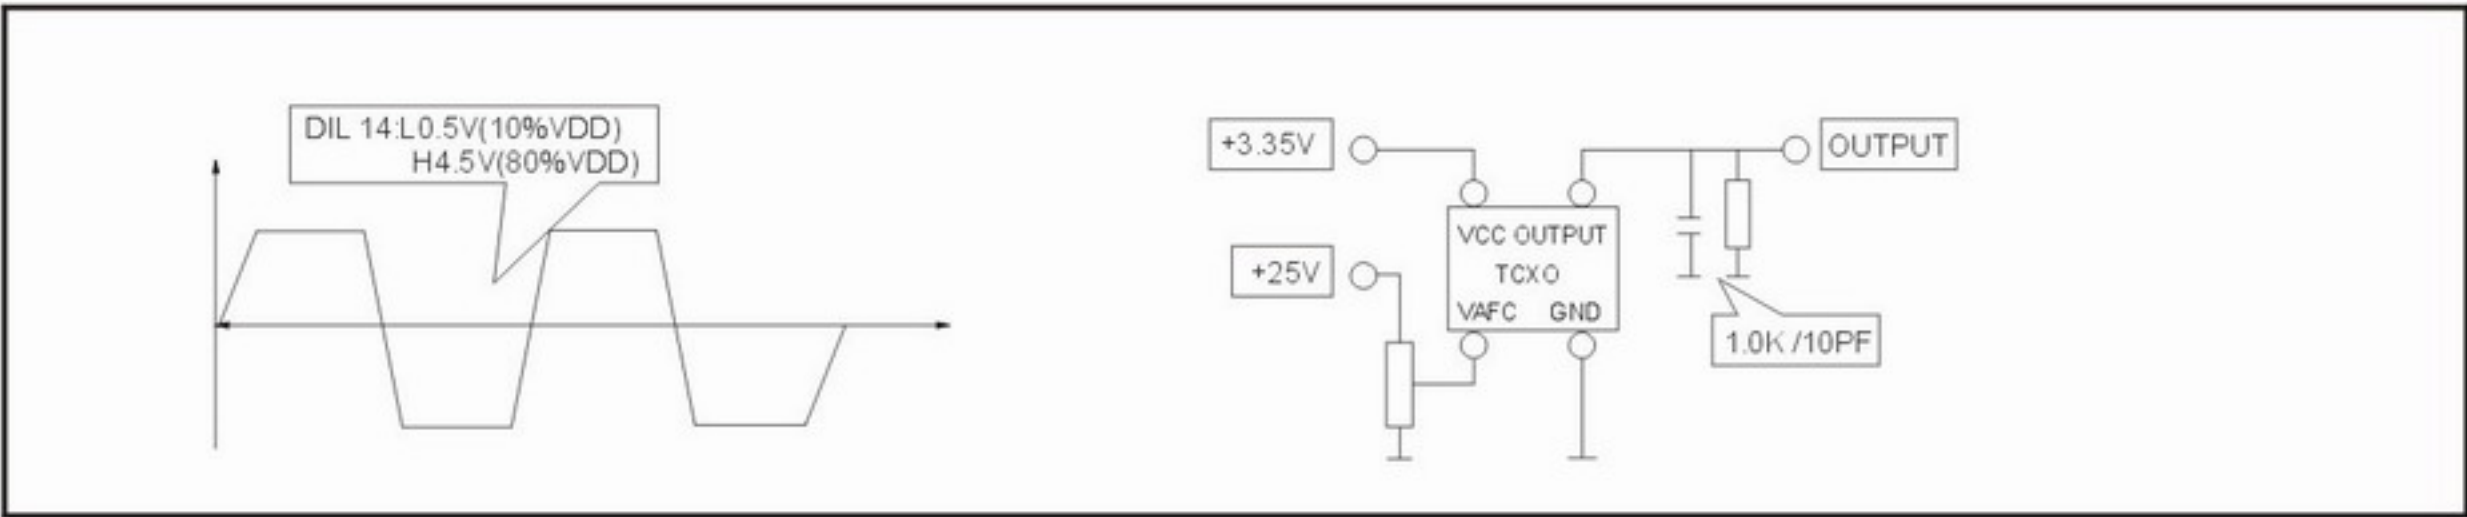 DIL 14:L0.5V(10%VDD)
H4.5V(80%VDD)
+3.35V
OUTPUT
VCC OUTPUT
+25V
TCXO
VAFC GND
1.0K /10PF